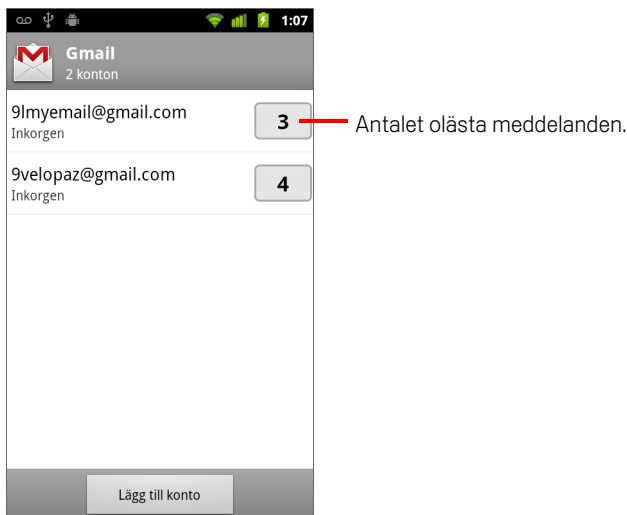 1:07
Gmail
2 konton
9lmyemail@gmail.com
Inkorgen
3
Antalet olästa meddelanden.
9velopaz@gmail.com
Inkorgen
4
Lägg till konto